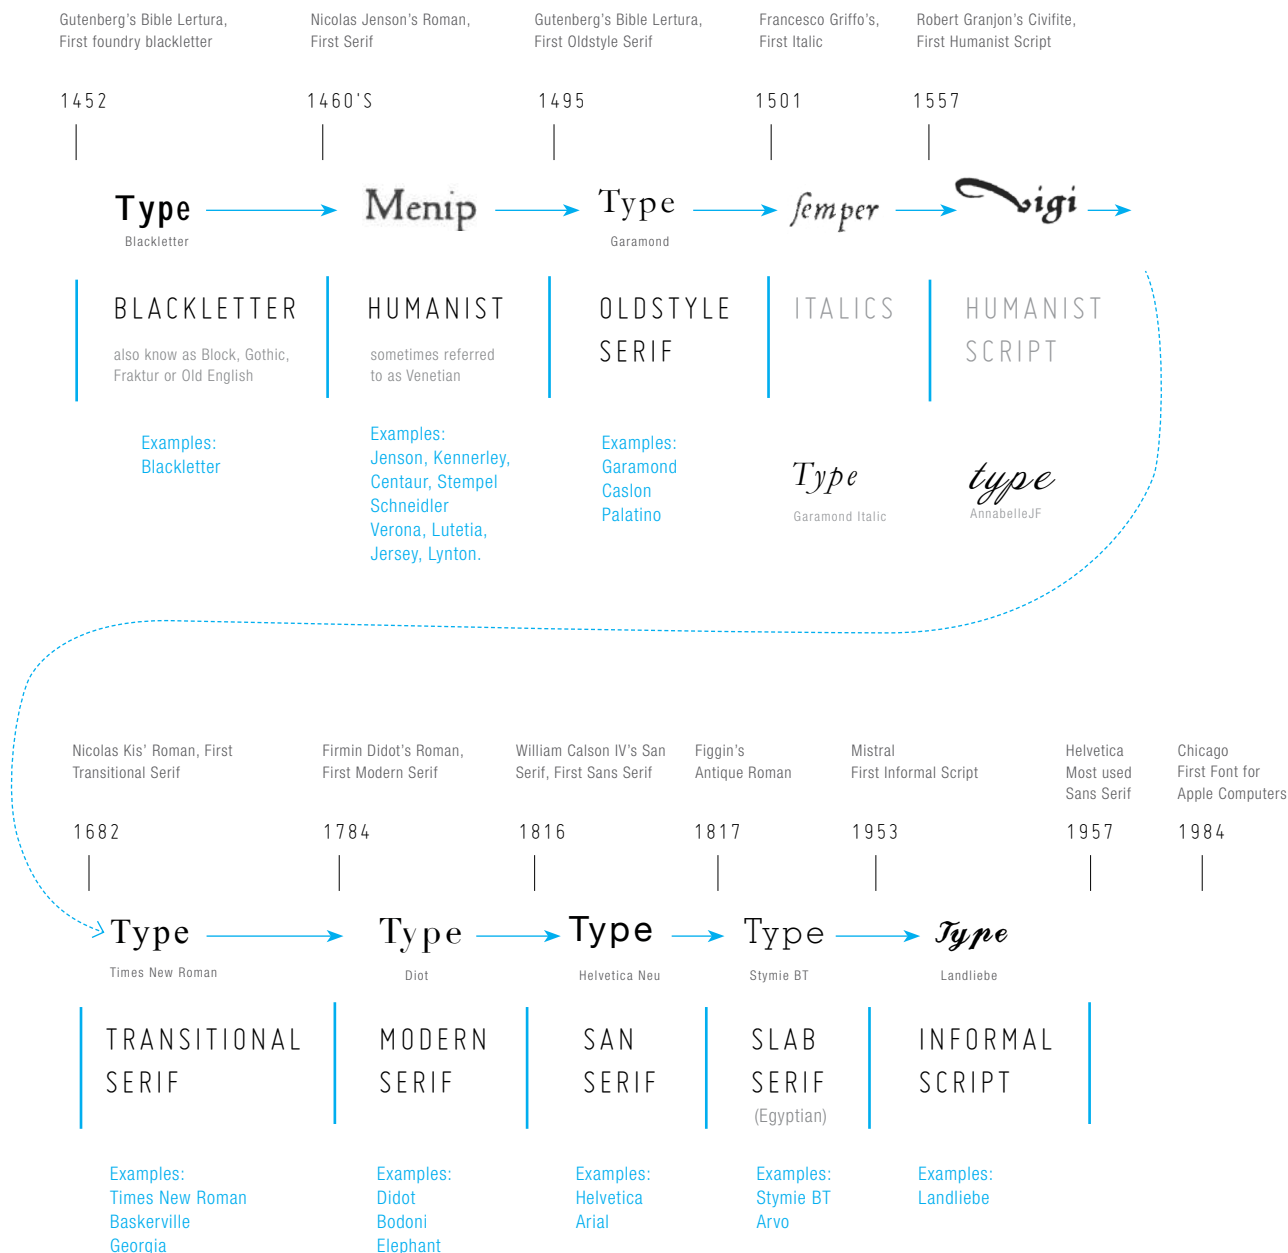 Gutenberg's Bible Lertura,
First foundry blackletter
Nicolas Jenson's Roman,
First Serif
Gutenberg's Bible Lertura,
First Oldstyle Serif
Francesco Griffo's,
First Italic
Robert Granjon's Civifite,
First Humanist Script
1452
1460'S
1495
1501
1557
Type
Menip
Type
ſemper
Vigi
Blackletter
Garamond
BLACKLETTER
also know as Block, Gothic,
Fraktur or Old English
HUMANIST
sometimes referred
to as Venetian
OLDSTYLE
SERIF
ITALICS
HUMANIST
SCRIPT
Examples:
Blackletter
Examples:
Jenson, Kennerley,
Centaur, Stempel
Schneidler
Verona, Lutetia,
Jersey, Lynton.
Examples:
Garamond
Caslon
Palatino
Type
Garamond Italic
type
AnnabelleJF
Nicolas Kis' Roman, First
Transitional Serif
Firmin Didot's Roman,
First Modern Serif
William Calson IV's San
Serif, First Sans Serif
Figgin's
Antique Roman
Mistral
First Informal Script
Helvetica
Most used
Sans Serif
Chicago
First Font for
Apple Computers
1682
1784
1816
1817
1953
1957
1984
Type
Type
Type
Type
Type
Times New Roman
Diot
Helvetica Neu
Stymie BT
Landliebe
TRANSITIONAL
SERIF
MODERN
SERIF
SAN
SERIF
SLAB
SERIF
(Egyptian)
INFORMAL
SCRIPT
Examples:
Times New Roman
Baskerville
Georgia
Examples:
Didot
Bodoni
Elephant
Examples:
Helvetica
Arial
Examples:
Stymie BT
Arvo
Examples:
Landliebe